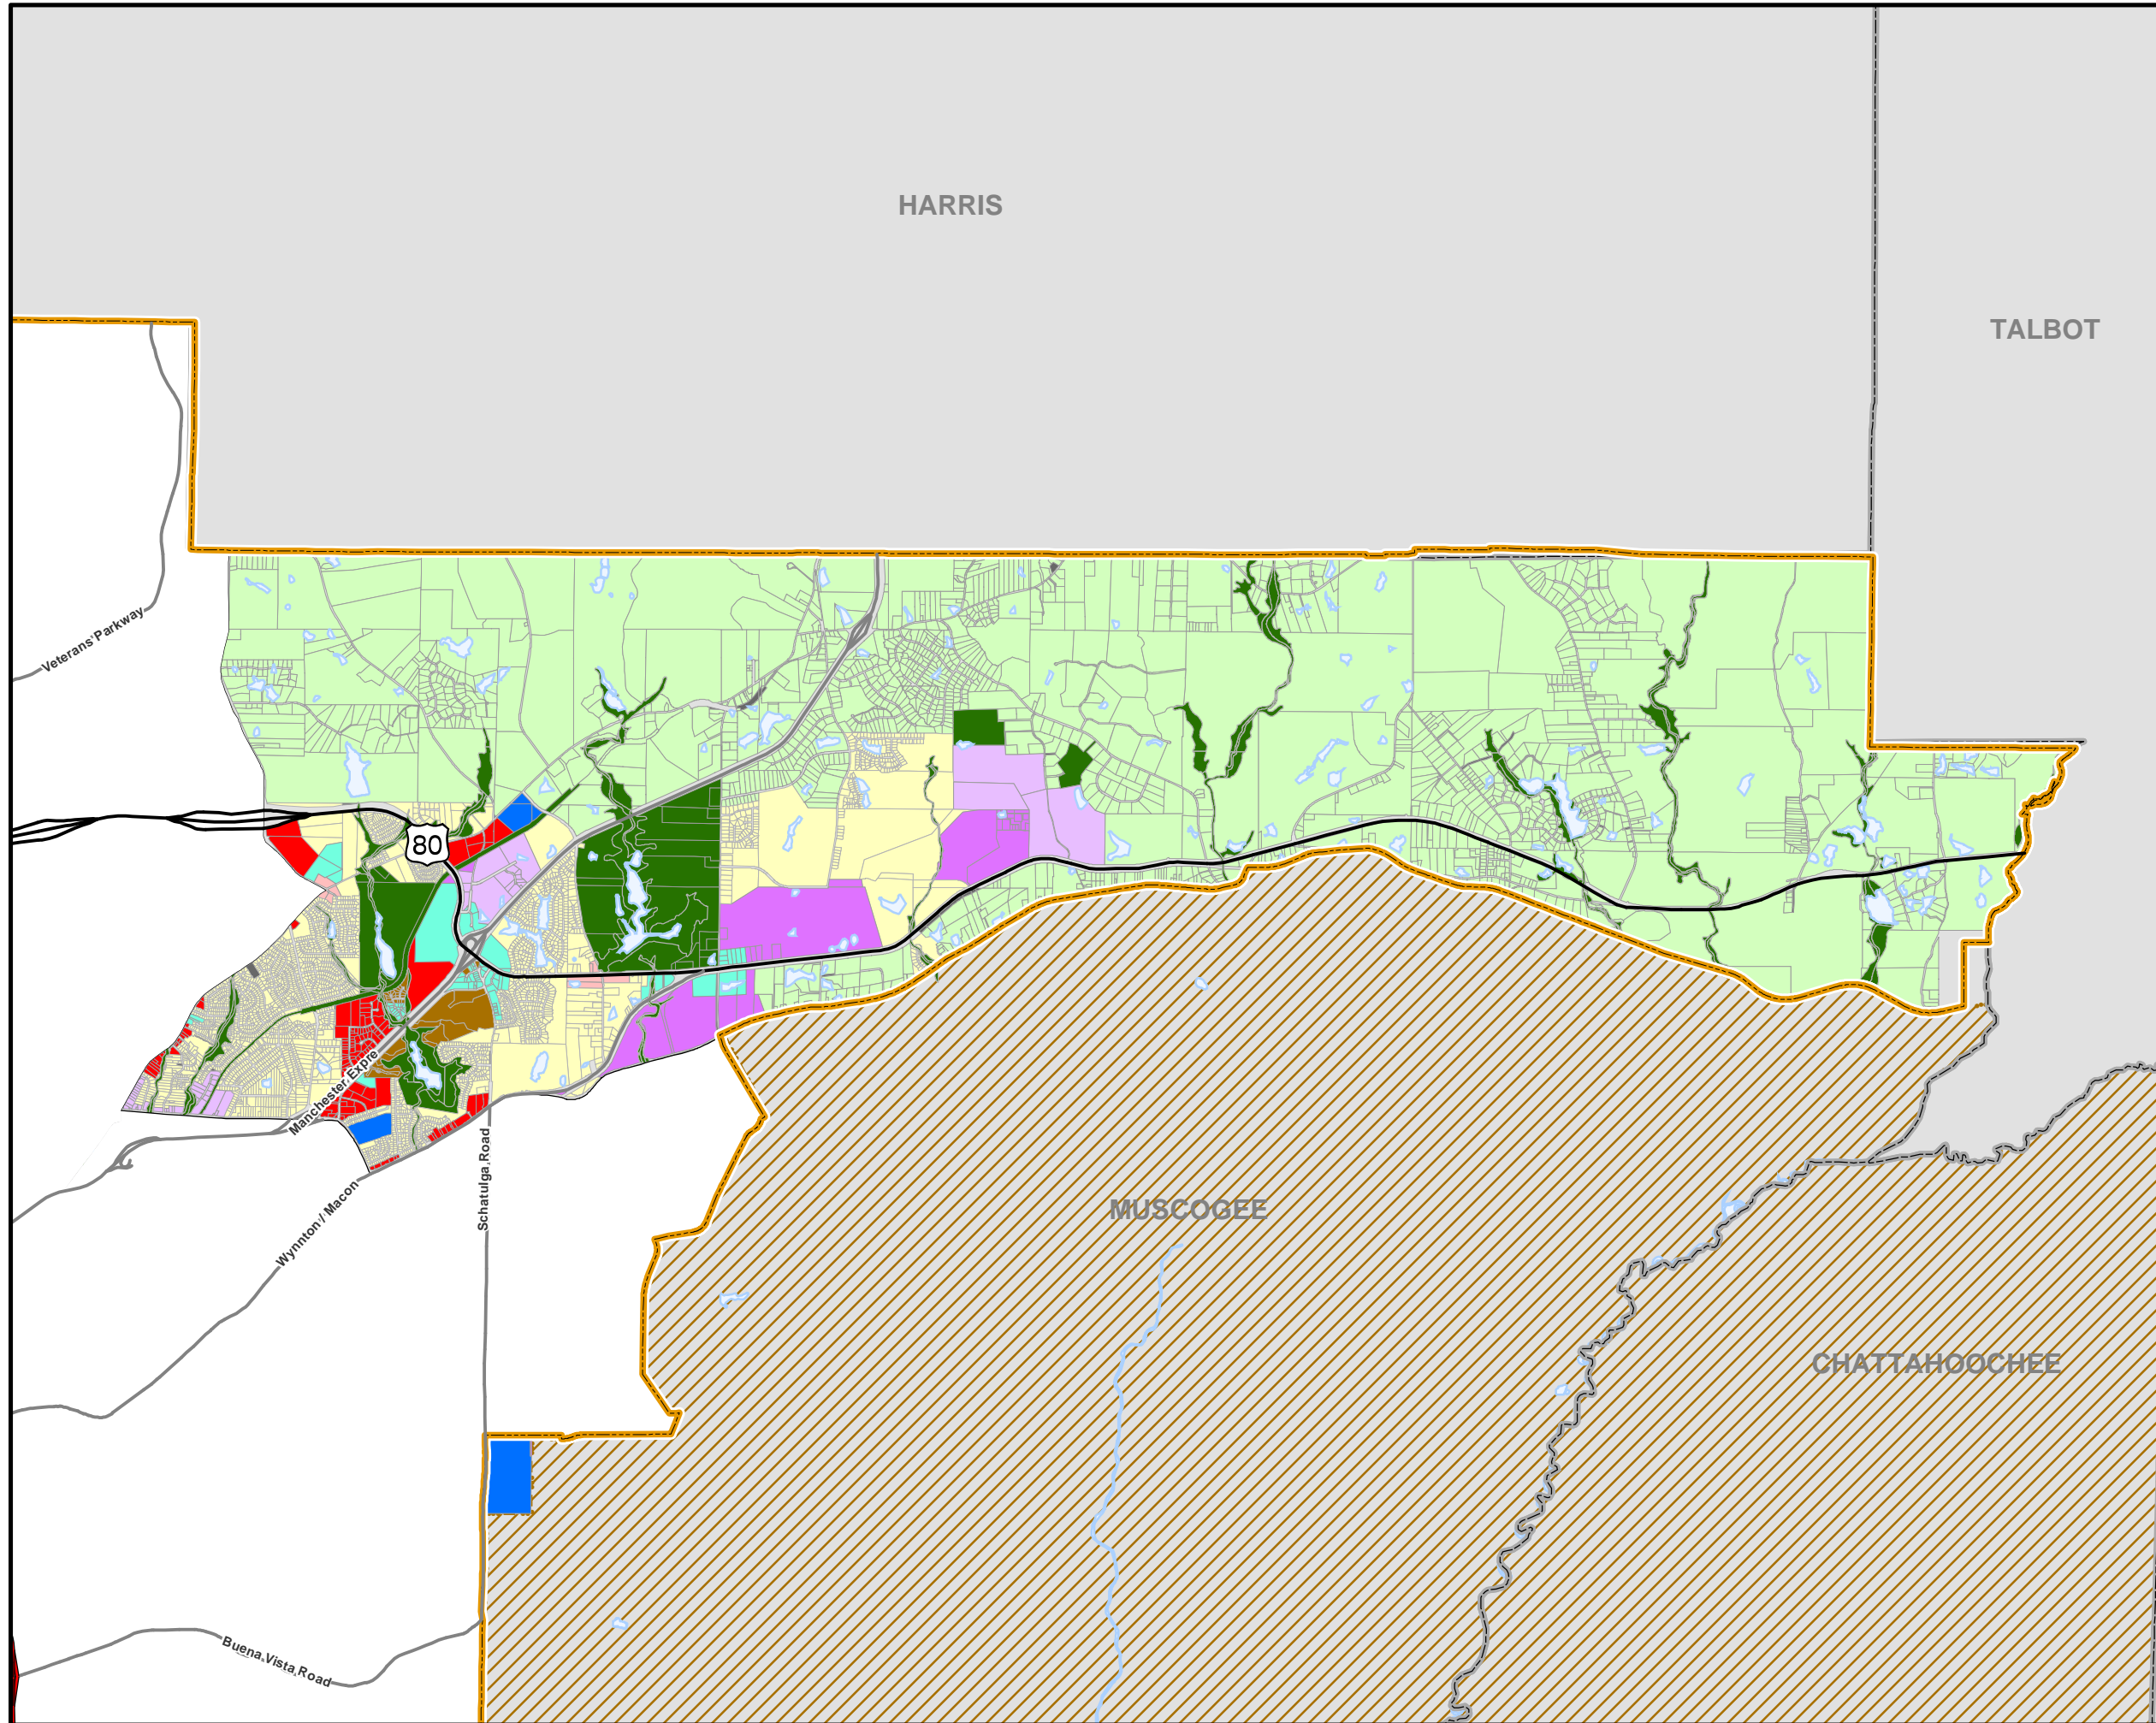 HARRIS
TALBOT
Veterans Parkway
80
Manchester Expre
Schatulga Road
Wynnton / Macon
MUSCOGEE
CHATTAHOOCHEE
Buena Vista Road